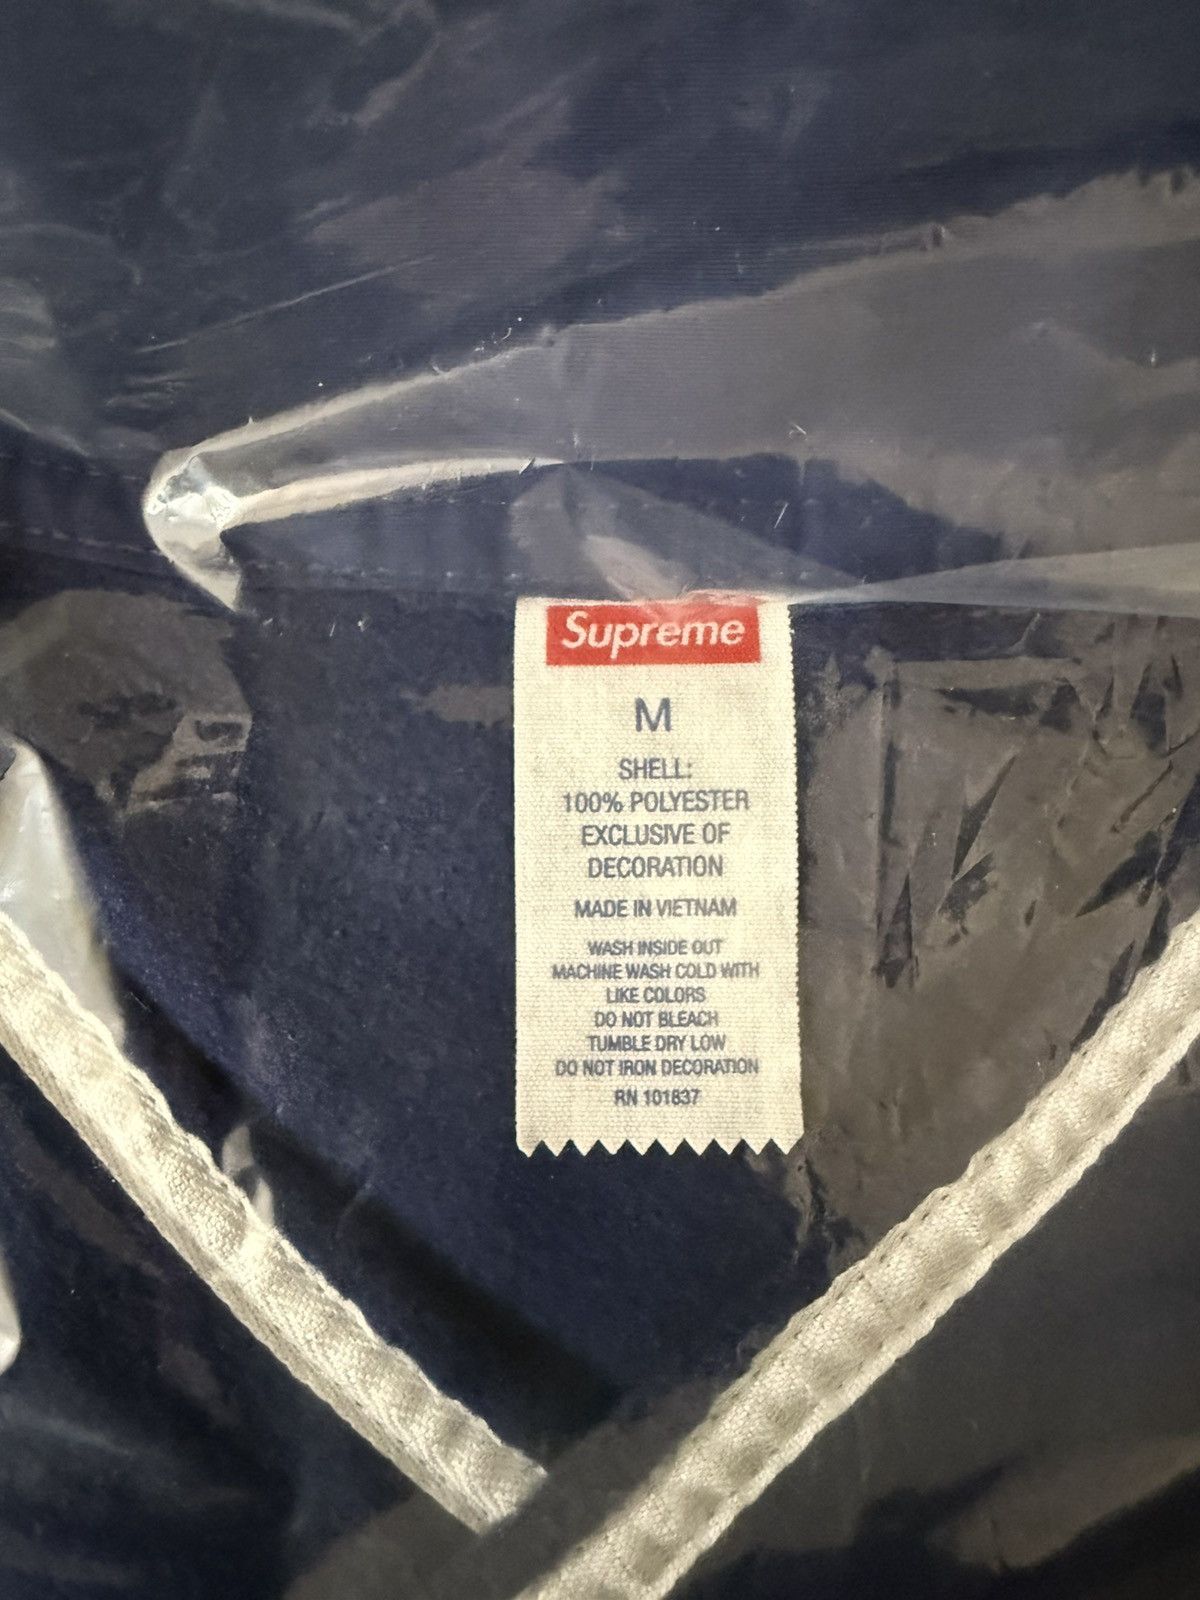 Supreme
M
SHELL:
100% POLYESTER
EXCLUSIVE OF
DECORATION
MADE IN VIETNAM
WASH INSIDE OUT
MACHINE WASH COLD WITH
LIKE COLORS
DO NOT BLEACH
TUMBLE DRY LOW
DO NOT IRON DECORATION
RN 101837